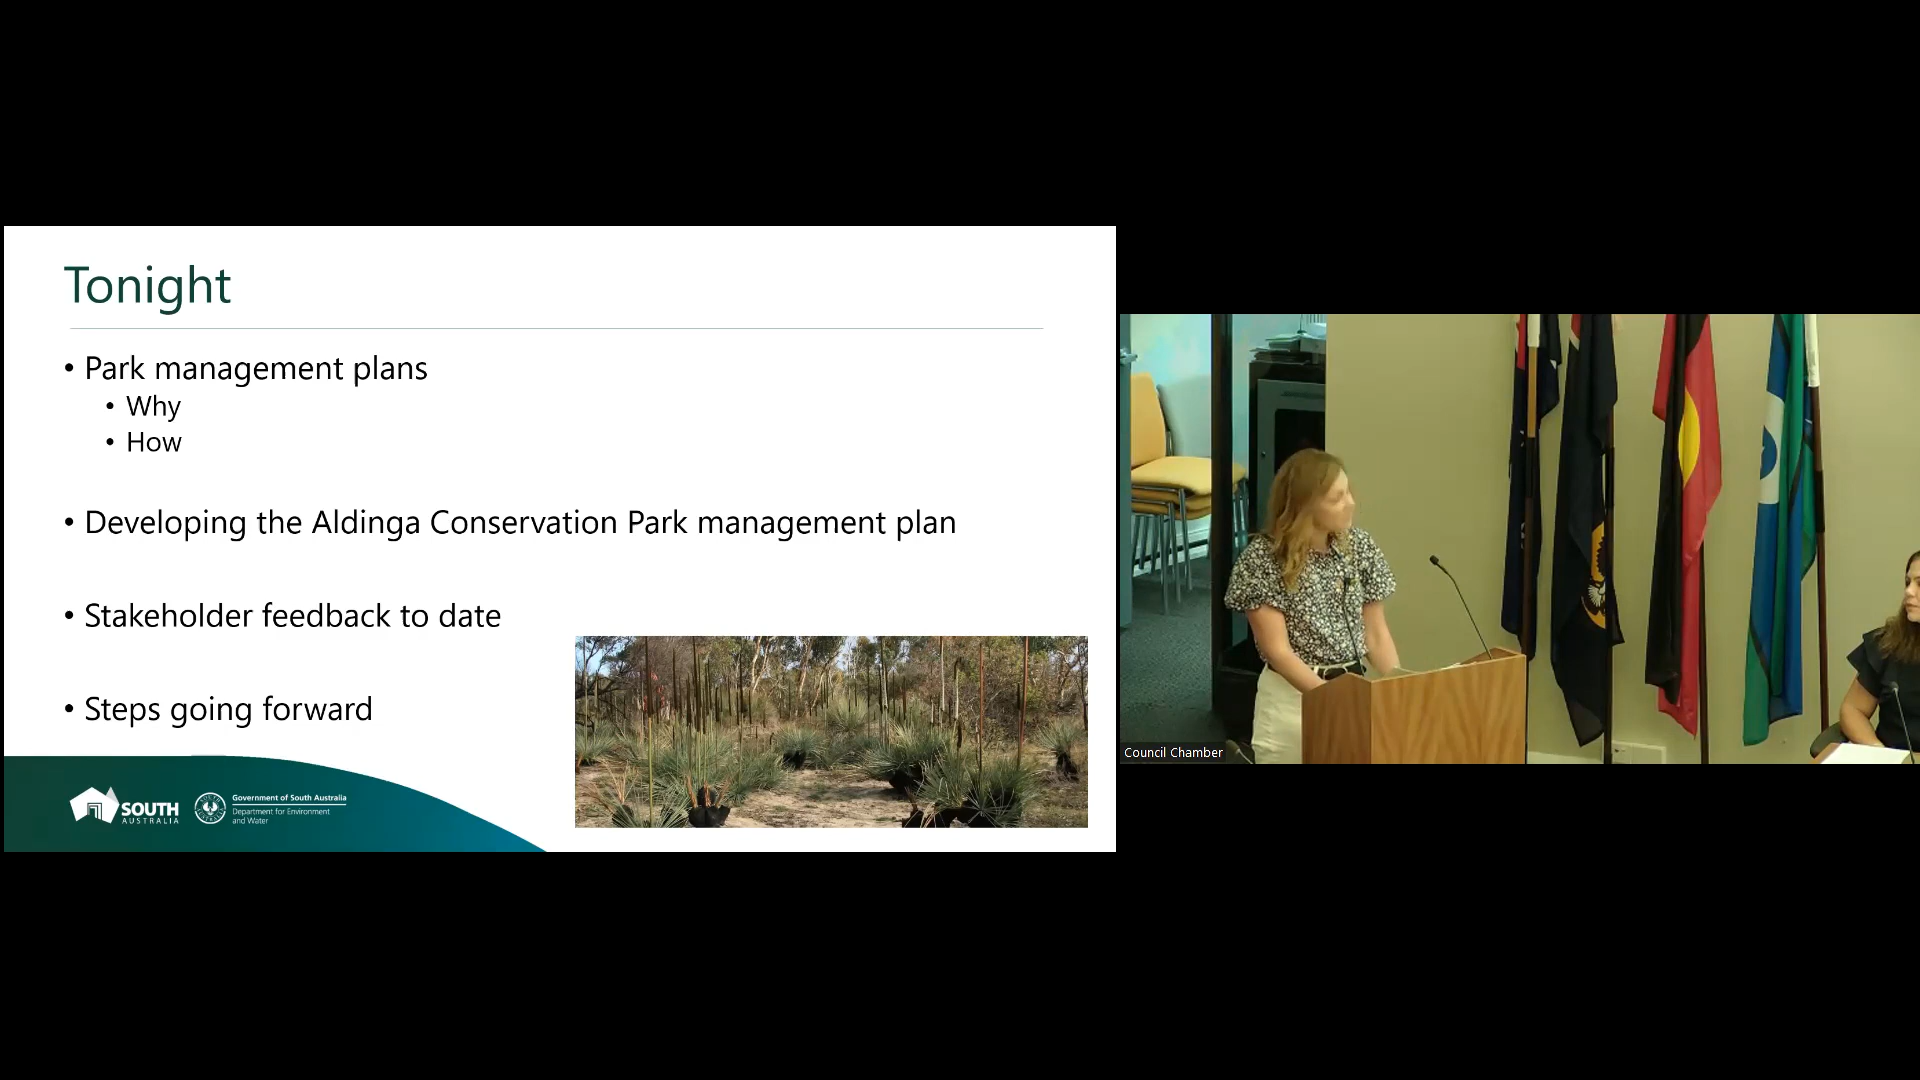 Tonight
• Park management plans
• Why
• How
• Developing the Aldinga Conservation Park management plan
• Stakeholder feedback to date
• Steps going forward
SOUTH
AUSTRALIA
Government of South Australia
Department for Environment
and Water
Council Chamber